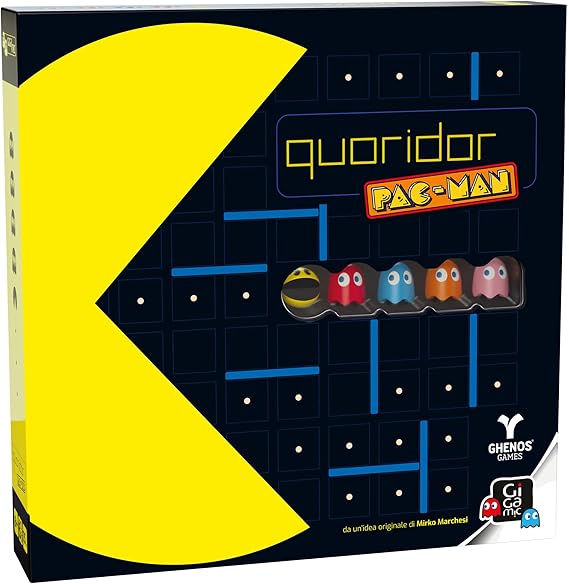 quoridor
PAC-MAN
GHENOS®
GAMES
Gi
Ga
mic
da un'idea originale di Mirko Marchesi